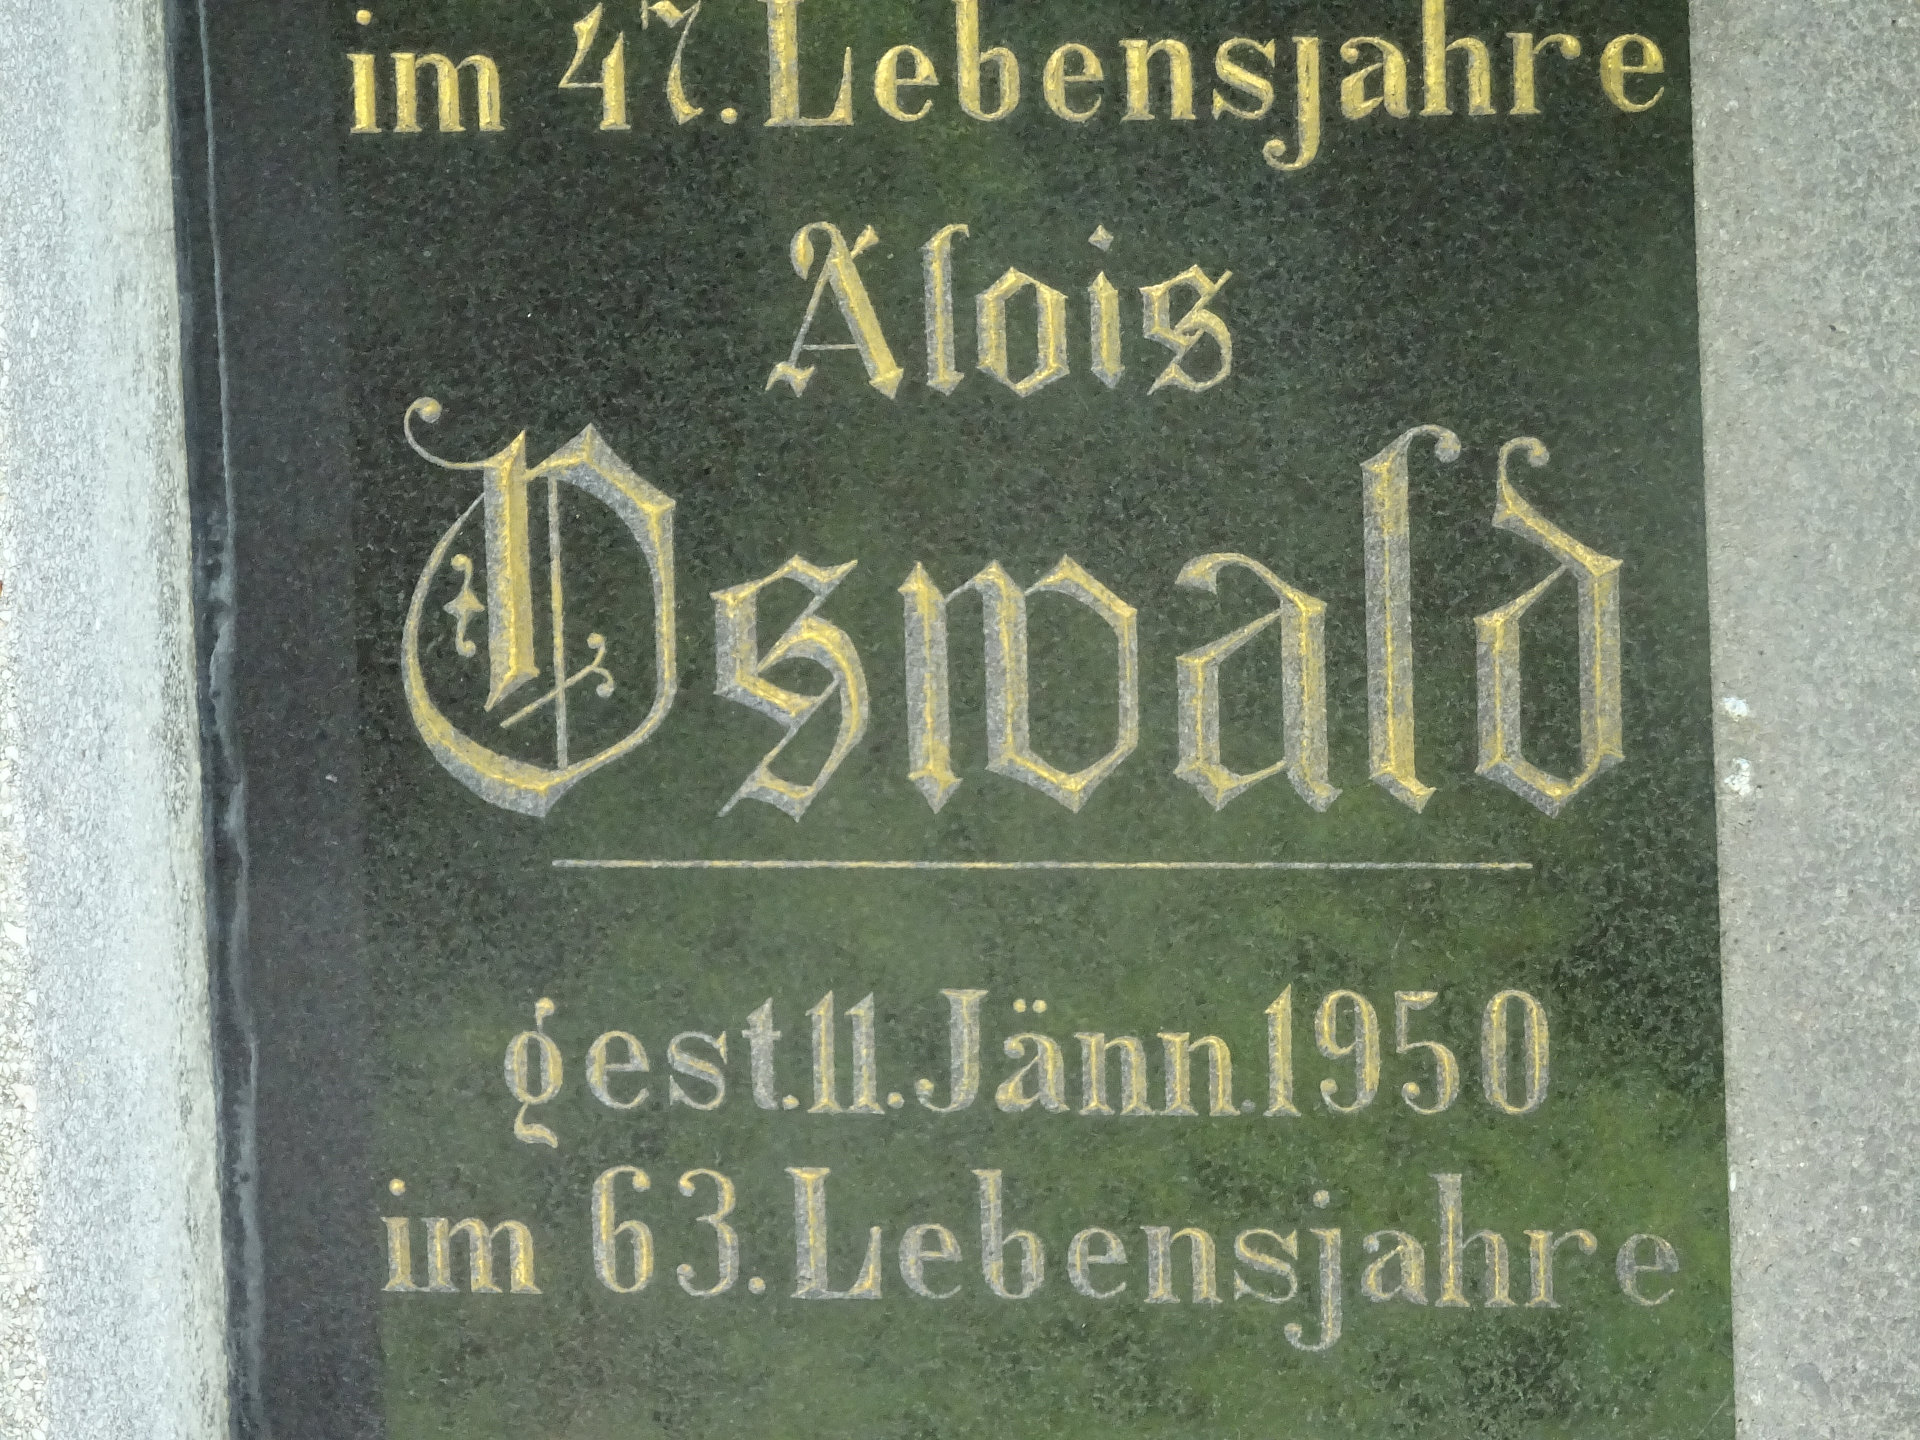 im 47. Lebensjahre
Alois
Oswald
gest. 11. Jänn. 1950
im 63. Lebensjahre